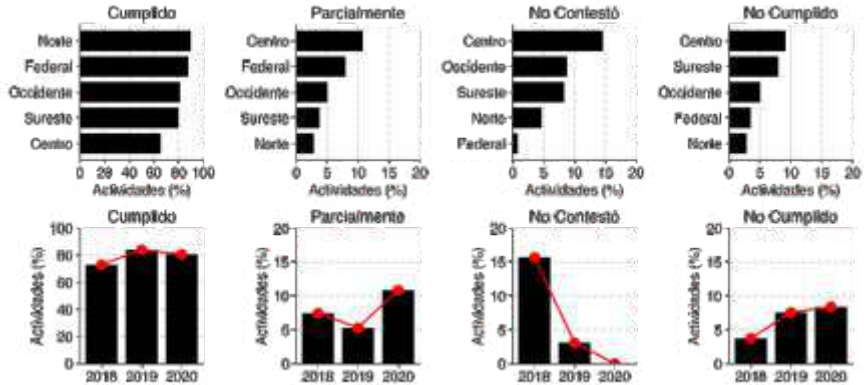 Cumplido
Norte
Federal
Occidente
Sureste
Centro
0 20 40 60 80 100
Actividades (%)
Parcialmente
Centro
Federal
Occidente
Sureste
Norte
0 5 10 15 20
Actividades (%)
No Contestó
Centro
Occidente
Sureste
Norte
Federal
0 5 10 15 20
Actividades (%)
No Cumplido
Centro
Sureste
Occidente
Federal
Norte
0 5 10 15 20
Actividades (%)
Cumplido
Actividades (%)
100
80
60
40
20
0
2018 2019 2020
Parcialmente
Actividades (%)
20
15
10
5
0
2018 2019 2020
No Contestó
Actividades (%)
20
15
10
5
0
2018 2019 2020
No Cumplido
Actividades (%)
20
15
10
5
0
2018 2019 2020